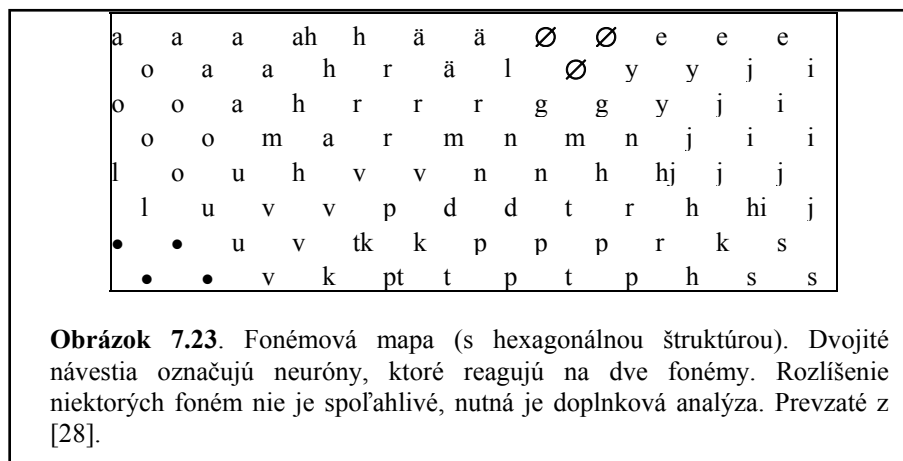 a a a ah h ä ä Ø Ø e e e
o a a h r ä l Ø y y j i
o o a h r r r g g y j i
o o m a r m n m n j i i
l o u h v v n n h hj j j
l u v v p d d t r h hi j
• • u v tk k p p p r k s
• • v k pt t p t p h s s
Obrázok 7.23. Fonémová mapa (s hexagonálnou štruktúrou). Dvojité
návestia označujú neuróny, ktoré reagujú na dve fonémy. Rozlíšenie
niektorých foném nie je spoľahlivé, nutná je doplnková analýza. Prevzaté z
[28].